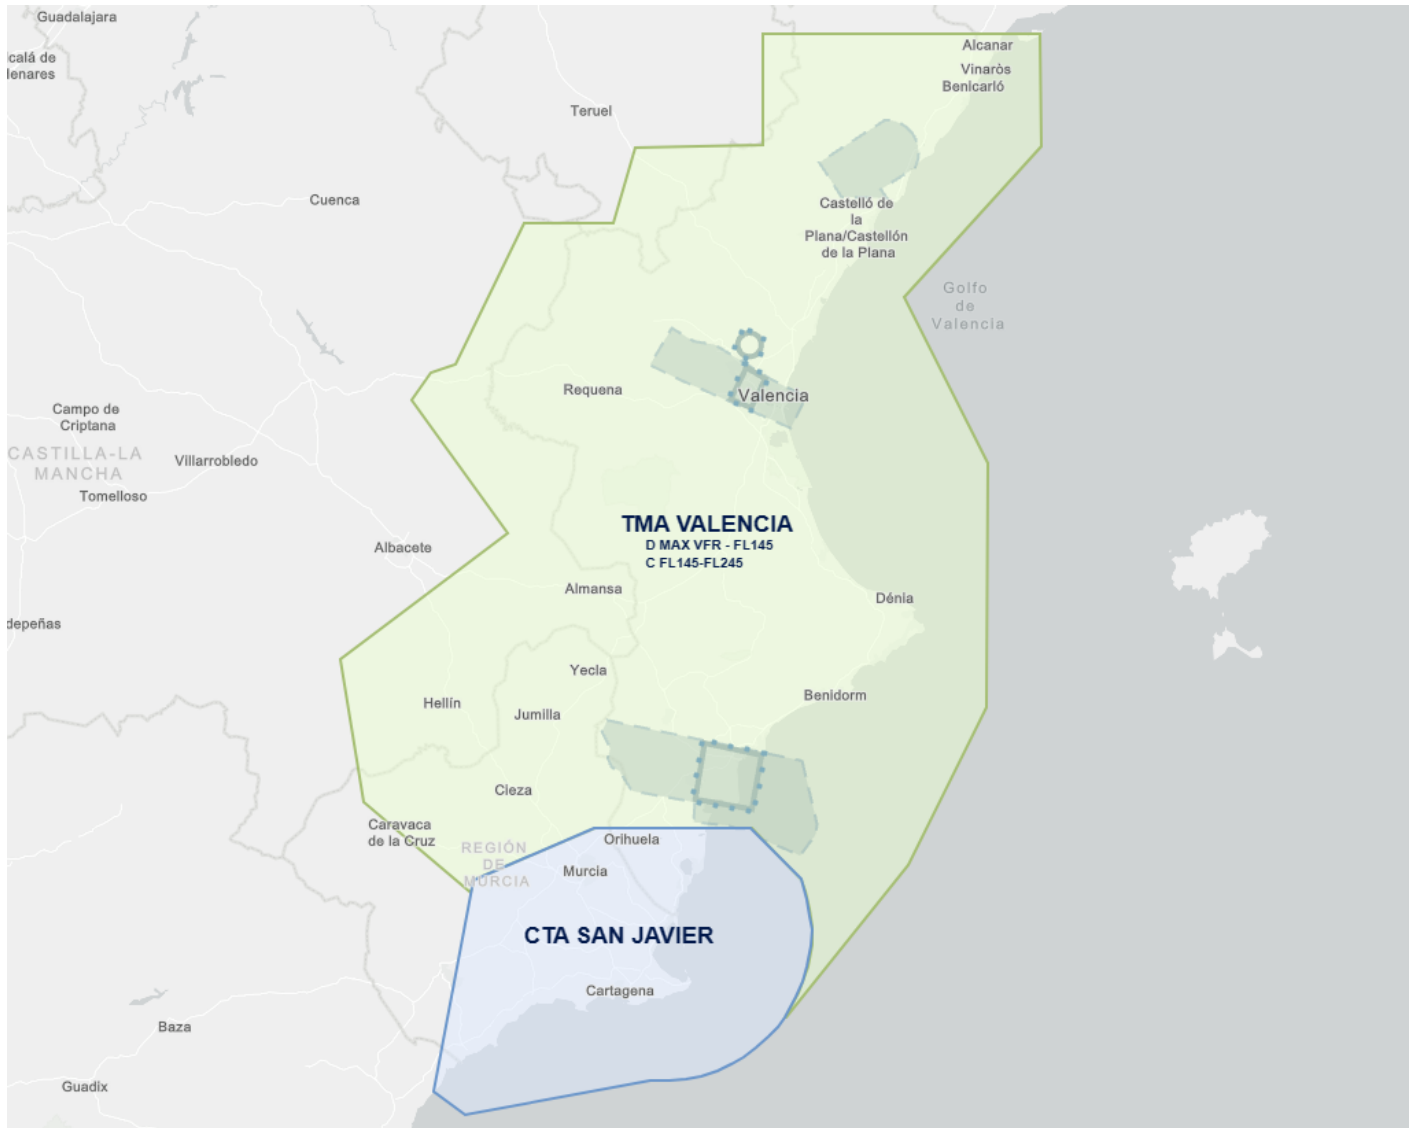 Guadalajara
Alcanar
lcalá de
Henares
Vinaròs
Benicarló
Teruel
Cuenca
Castelló de
la
Plana/Castellón
de la Plana
Golfo
de
Valencia
Requena
Valencia
Campo de
Criptana
CASTILLA-LA
MANCHA
Villarrobledo
Tomelloso
TMA VALENCIA
D MAX VFR - FL145
C FL145-FL245
Albacete
Almansa
Dénia
depeñas
Yecla
Benidorm
Hellín
Jumilla
Cieza
Caravaca
de la Cruz
Orihuela
REGIÓN
DE
MURCIA
Murcia
CTA SAN JAVIER
Cartagena
Baza
Guadix